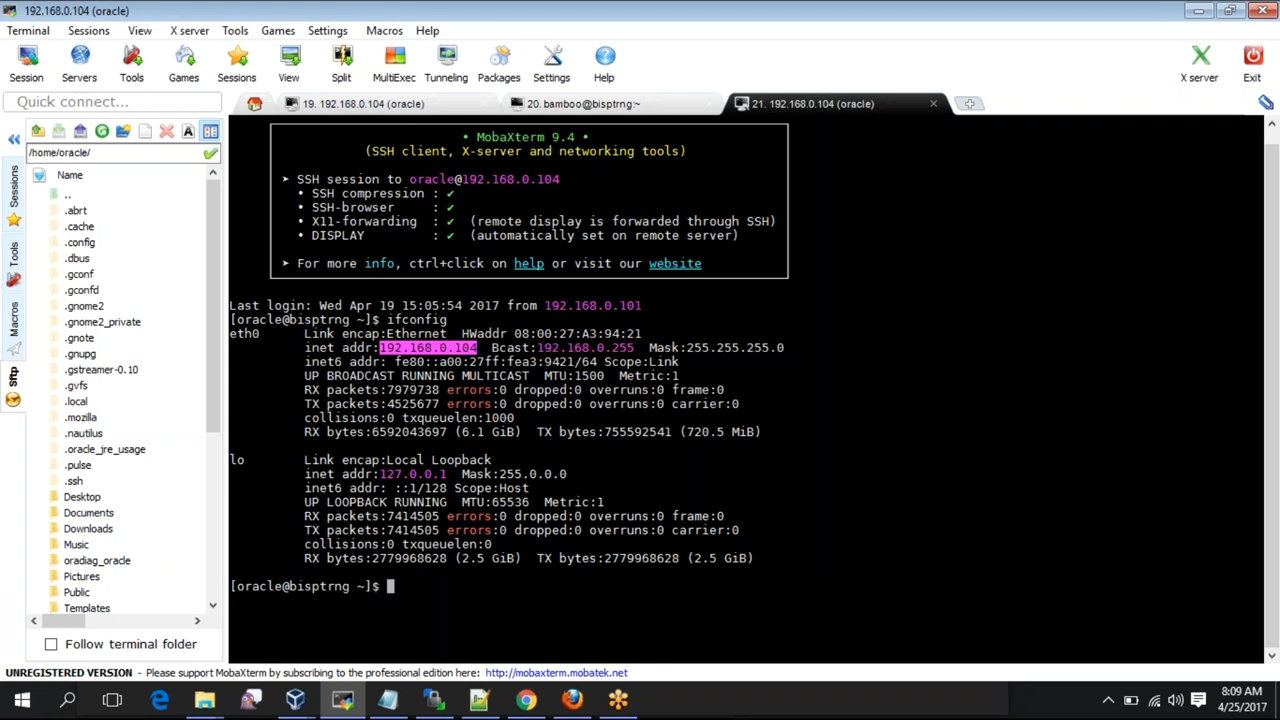 192.168.0.104 (oracle)
Terminal Sessions View X server Tools Games Settings Macros Help
Session Servers Tools Games Sessions View Split MultiExec Tunneling Packages Settings Help X server Exit
Quick connect...
19. 192.168.0.104 (oracle)
20. bamboo@bisptrng:~
21. 192.168.0.104 (oracle)
/home/oracle/
Sessions
Tools
Macros
Sftp
Name
..
.abrt
.cache
.config
.dbus
.gconf
.gconfd
.gnome2
.gnome2_private
.gnote
.gnupg
.gstreamer-0.10
.gvfs
.local
.mozilla
.nautilus
.oracle_jre_usage
.pulse
.ssh
Desktop
Documents
Downloads
Music
oradiag_oracle
Pictures
Public
Templates
Follow terminal folder
• MobaXterm 9.4 •
(SSH client, X-server and networking tools)
➤ SSH session to oracle@192.168.0.104
• SSH compression : ✔
• SSH-browser : ✔
• X11-forwarding : ✔ (remote display is forwarded through SSH)
• DISPLAY : ✔ (automatically set on remote server)
➤ For more info, ctrl+click on help or visit our website
Last login: Wed Apr 19 15:05:54 2017 from 192.168.0.101
[oracle@bisptrng ~]$ ifconfig
eth0 Link encap:Ethernet HWaddr 08:00:27:A3:94:21
inet addr:192.168.0.104 Bcast:192.168.0.255 Mask:255.255.255.0
inet6 addr: fe80::a00:27ff:fea3:9421/64 Scope:Link
UP BROADCAST RUNNING MULTICAST MTU:1500 Metric:1
RX packets:7979738 errors:0 dropped:0 overruns:0 frame:0
TX packets:4525677 errors:0 dropped:0 overruns:0 carrier:0
collisions:0 txqueuelen:1000
RX bytes:6592043697 (6.1 GiB) TX bytes:755592541 (720.5 MiB)
lo Link encap:Local Loopback
inet addr:127.0.0.1 Mask:255.0.0.0
inet6 addr: ::1/128 Scope:Host
UP LOOPBACK RUNNING MTU:65536 Metric:1
RX packets:7414505 errors:0 dropped:0 overruns:0 frame:0
TX packets:7414505 errors:0 dropped:0 overruns:0 carrier:0
collisions:0 txqueuelen:0
RX bytes:2779968628 (2.5 GiB) TX bytes:2779968628 (2.5 GiB)
[oracle@bisptrng ~]$
UNREGISTERED VERSION - Please support MobaXterm by subscribing to the professional edition here: http://mobaxterm.mobatek.net
8:09 AM
4/25/2017